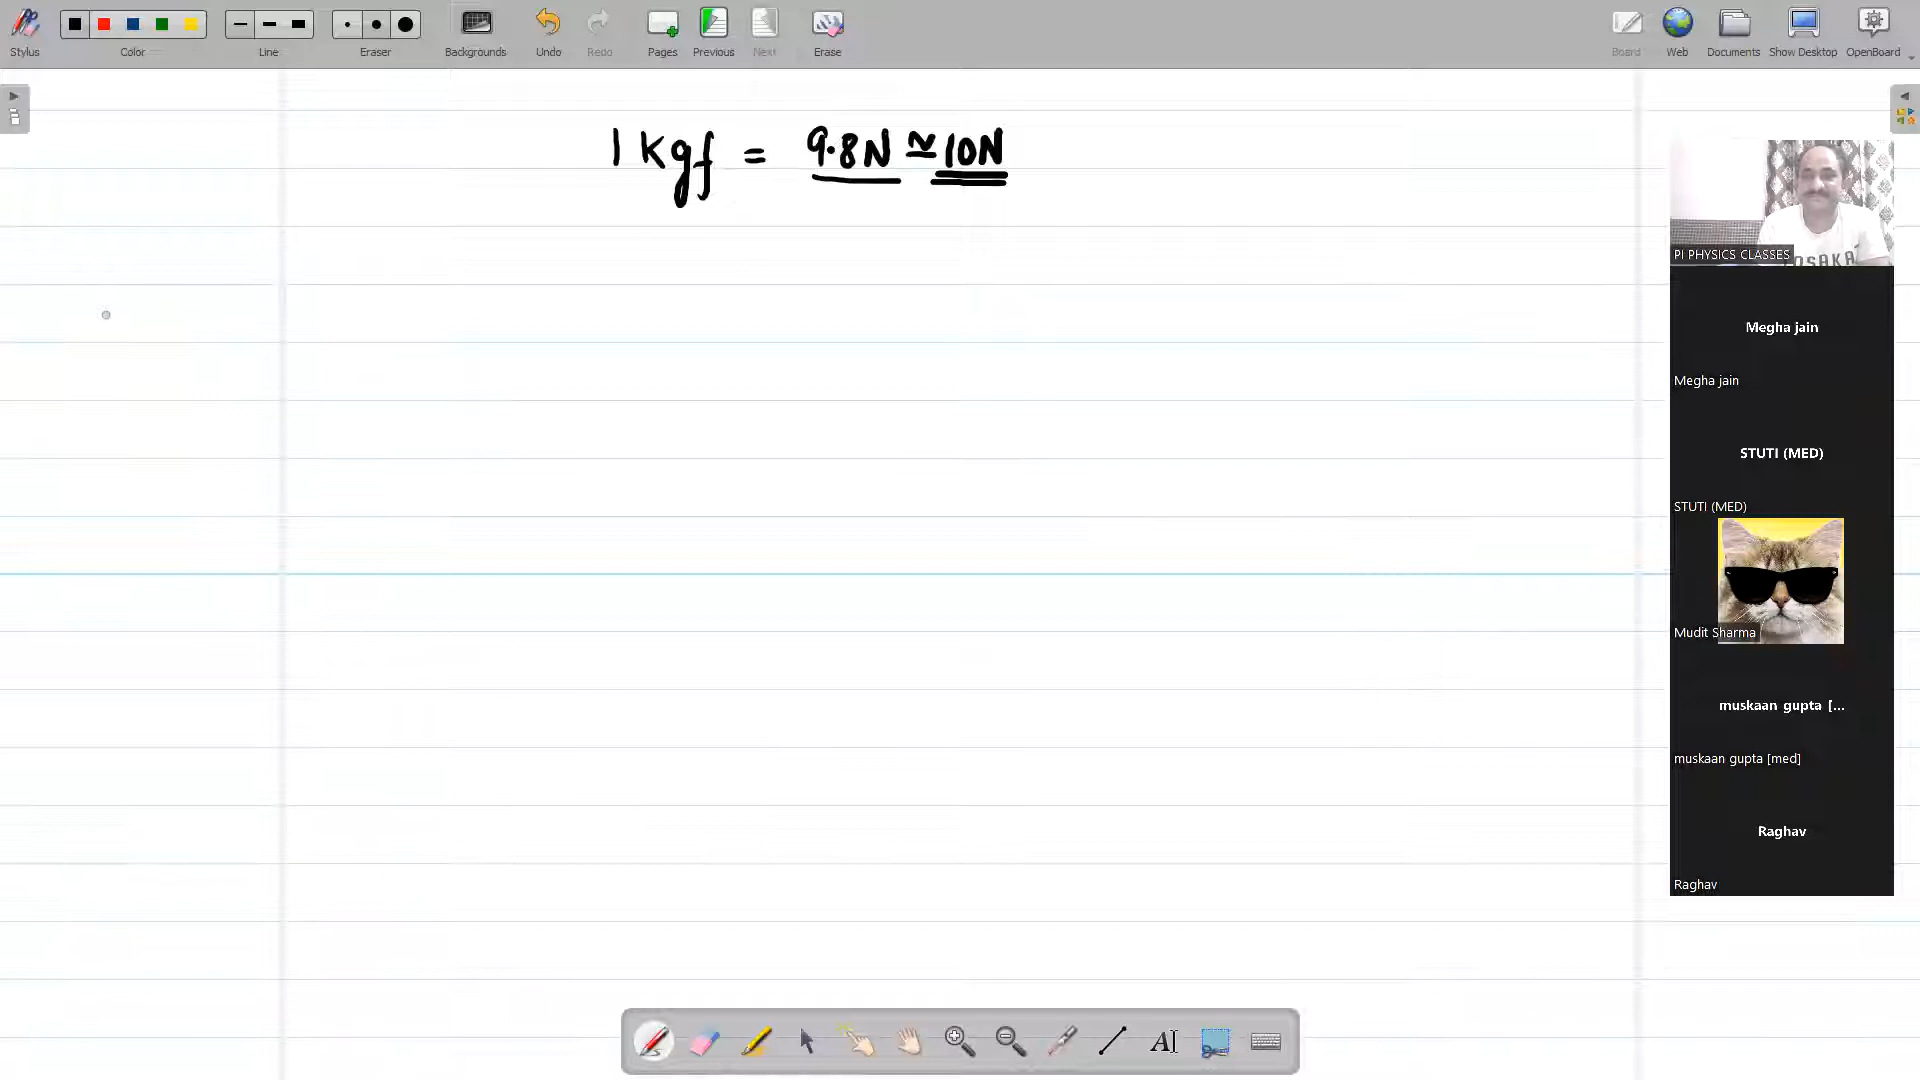 Stylus
Color
Line
Eraser
Backgrounds
Undo
Redo
Pages
Previous
Next
Erase
Board
Web
Documents
Show Desktop
OpenBoard
1 kgf = 9.8N ≅ 10N
PI PHYSICS CLASSES
OSAKA
Megha jain
Megha jain
STUTI (MED)
STUTI (MED)
Mudit Sharma
muskaan gupta [...
muskaan gupta [med]
Raghav
Raghav